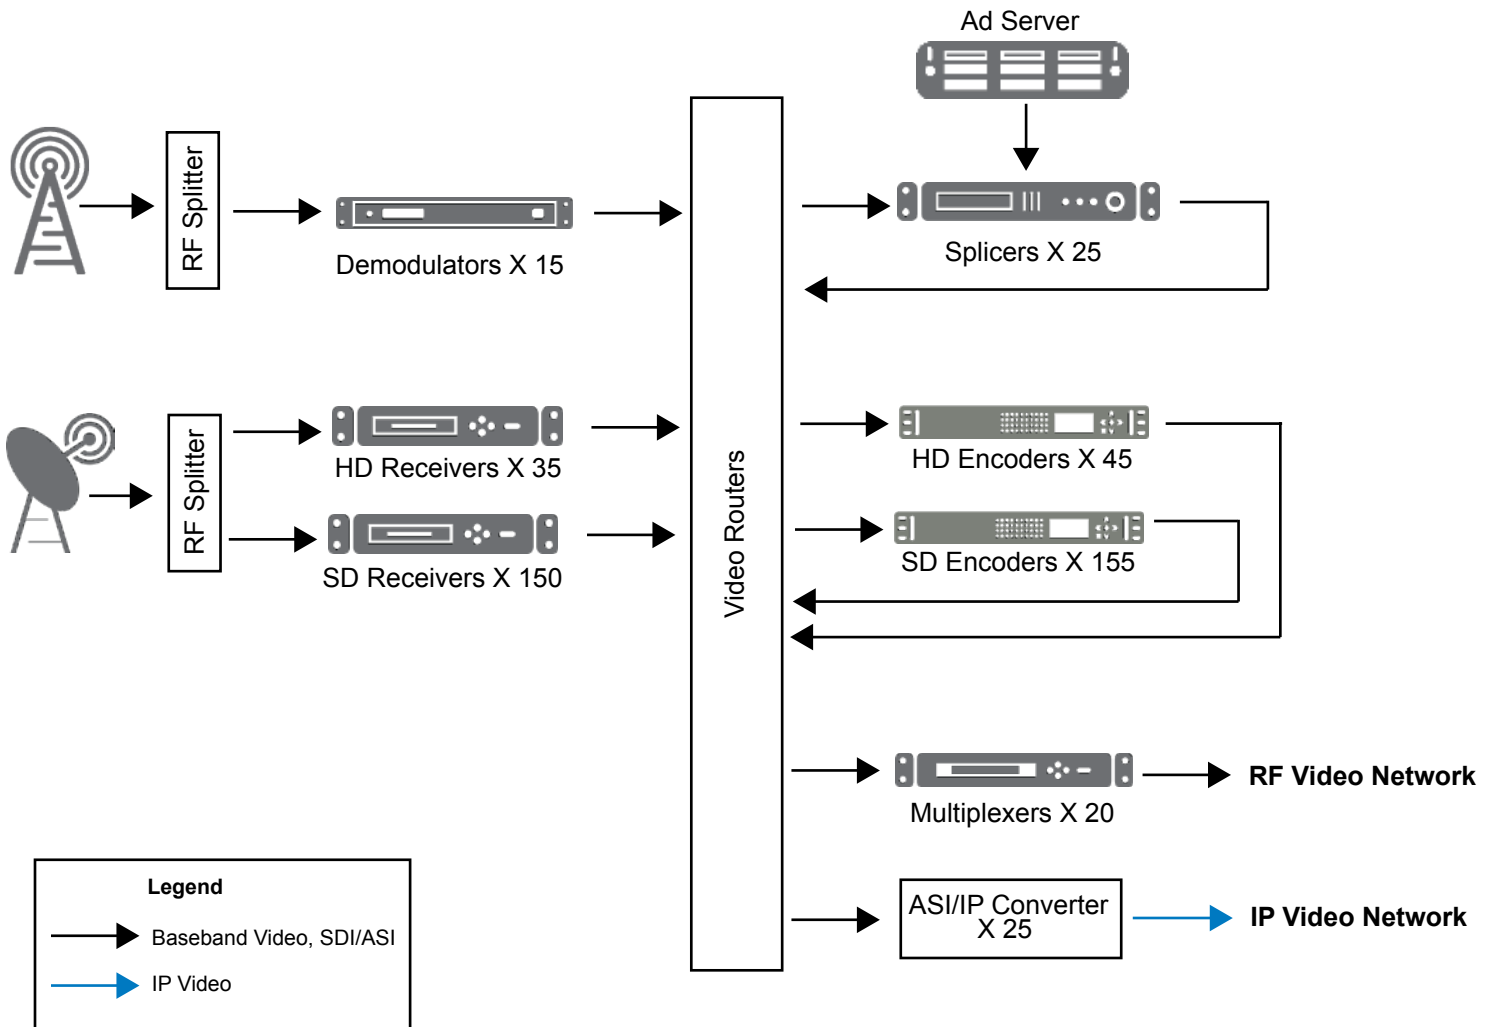 Ad Server
RF Splitter
Demodulators X 15
Splicers X 25
RF Splitter
HD Receivers X 35
SD Receivers X 150
Video Routers
HD Encoders X 45
SD Encoders X 155
Multiplexers X 20
RF Video Network
ASI/IP Converter
X 25
IP Video Network
Legend
Baseband Video, SDI/ASI
IP Video